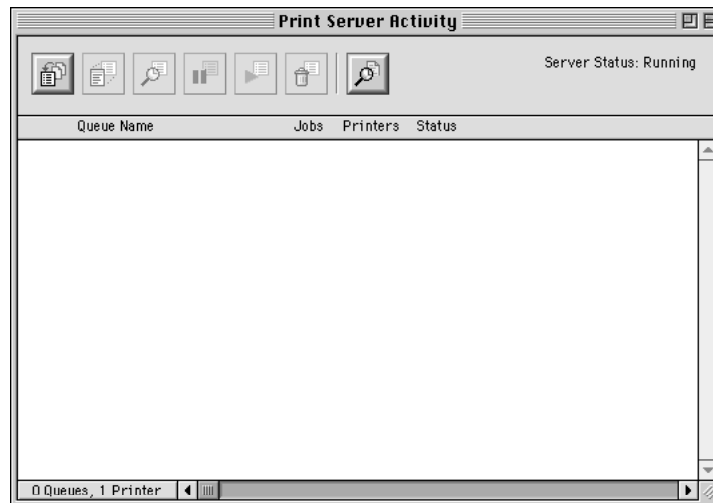 Print Server Activity
Server Status: Running
Queue Name Jobs Printers Status
0 Queues, 1 Printer